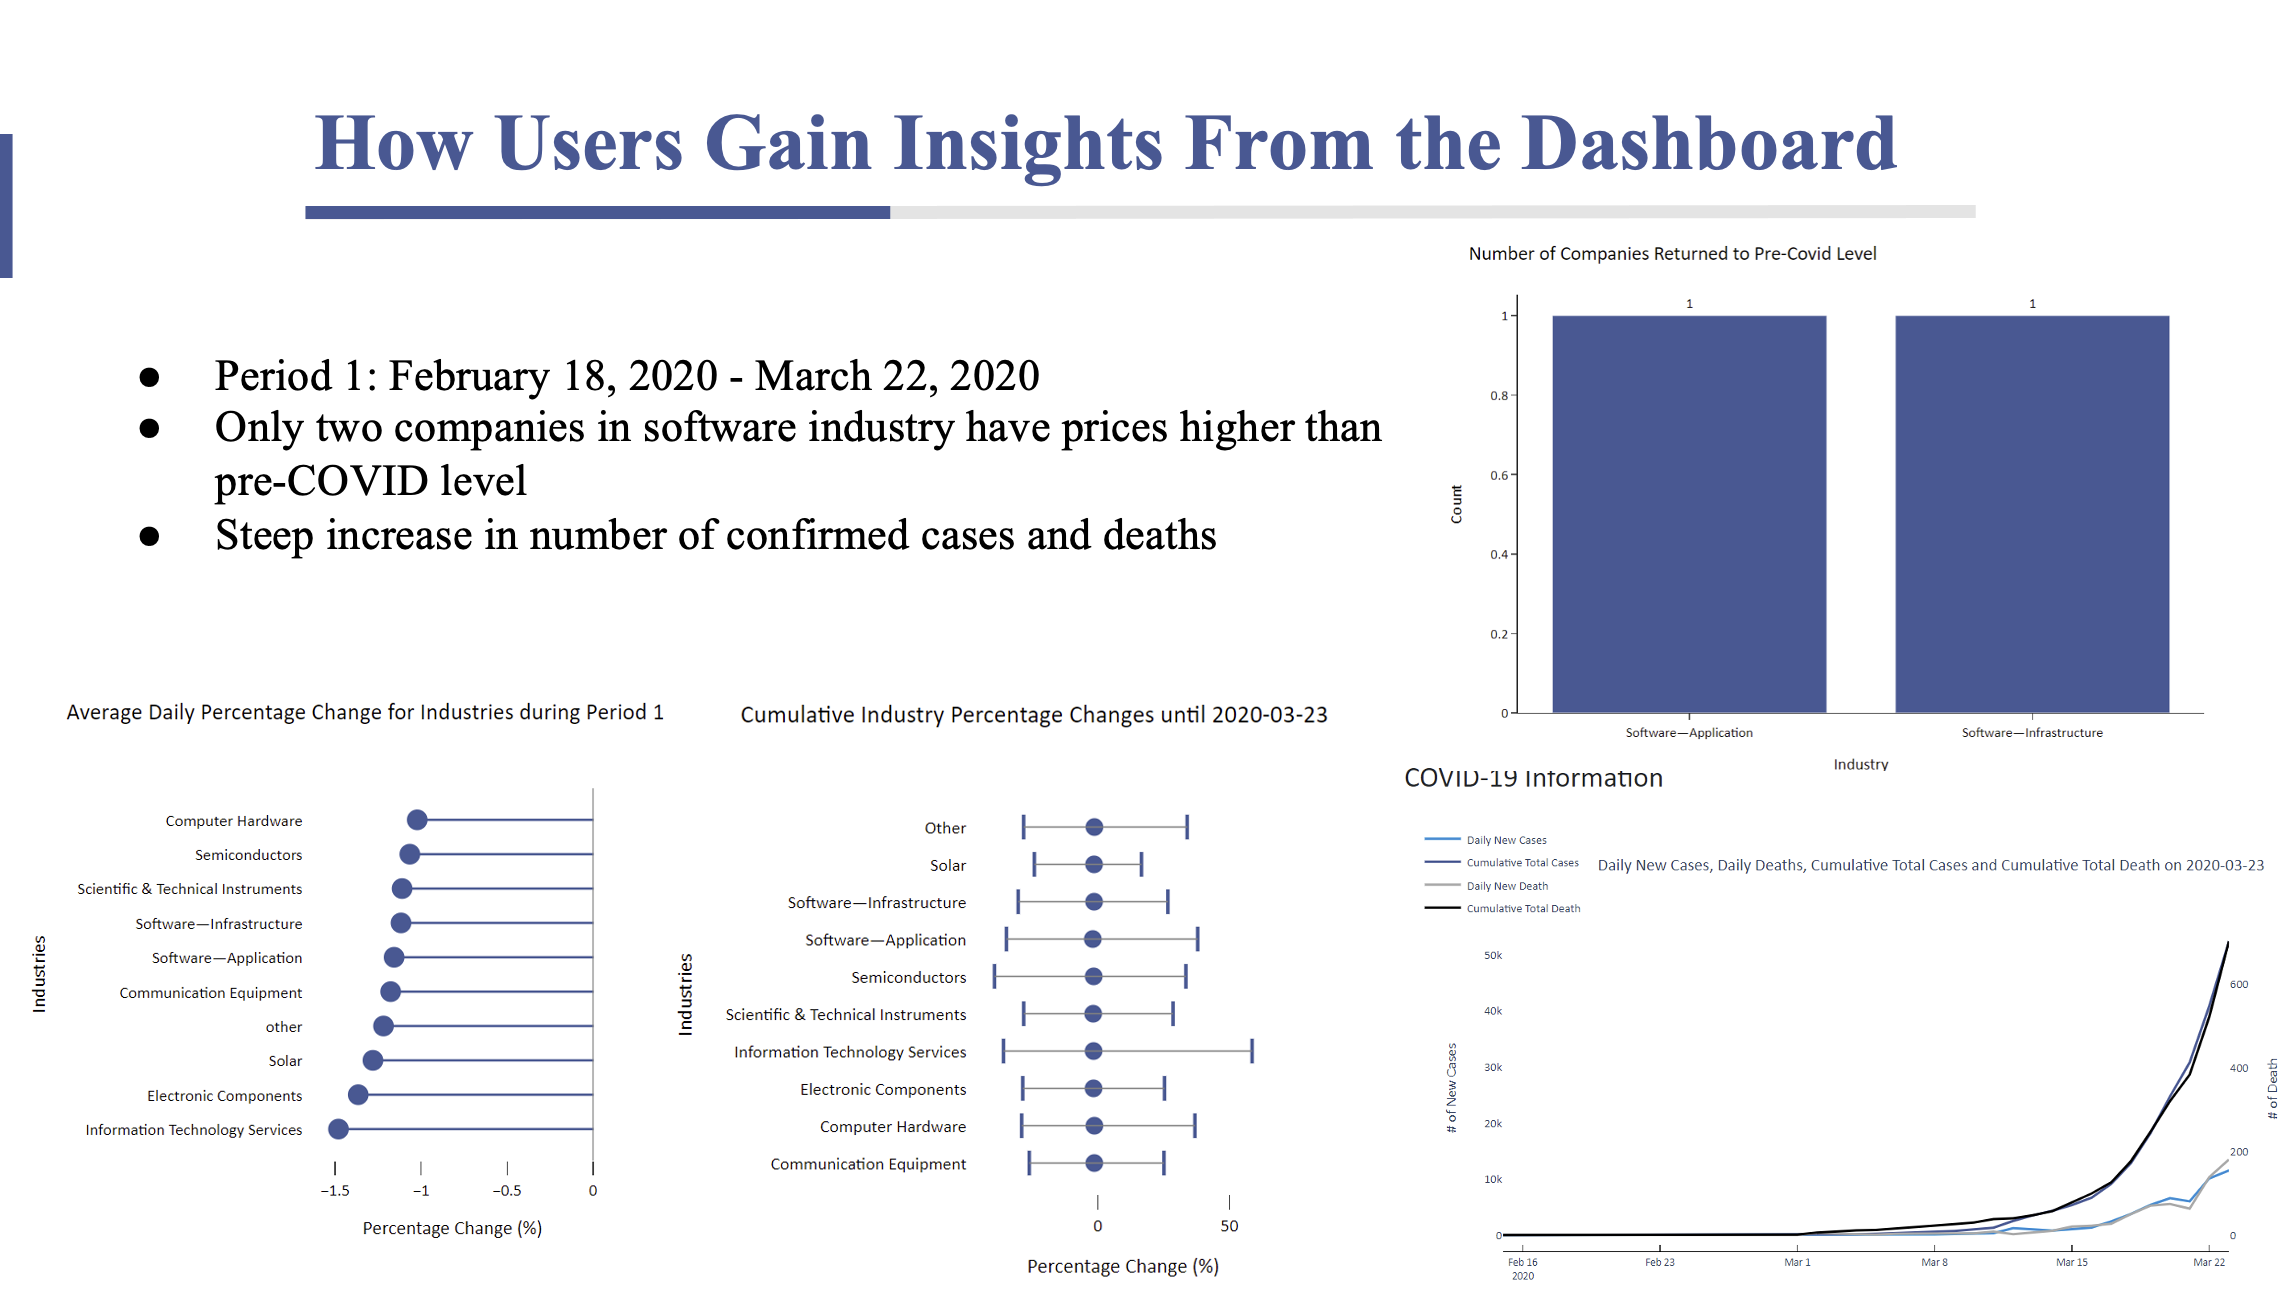 How Users Gain Insights From the Dashboard
● Period 1: February 18, 2020 - March 22, 2020
● Only two companies in software industry have prices higher than
pre-COVID level
● Steep increase in number of confirmed cases and deaths
Number of Companies Returned to Pre-Covid Level
1
1
1
0.8
0.6
0.4
0.2
0
Count
Software—Application
Software—Infrastructure
Industry
Average Daily Percentage Change for Industries during Period 1
Industries
Computer Hardware
Semiconductors
Scientific & Technical Instruments
Software—Infrastructure
Software—Application
Communication Equipment
other
Solar
Electronic Components
Information Technology Services
−1.5
−1
−0.5
0
Percentage Change (%)
Cumulative Industry Percentage Changes until 2020-03-23
Industries
Other
Solar
Software—Infrastructure
Software—Application
Semiconductors
Scientific & Technical Instruments
Information Technology Services
Electronic Components
Computer Hardware
Communication Equipment
0
50
Percentage Change (%)
COVID-19 Information
Daily New Cases
Cumulative Total Cases
Daily New Death
Cumulative Total Death
Daily New Cases, Daily Deaths, Cumulative Total Cases and Cumulative Total Death on 2020-03-23
50k
40k
30k
20k
10k
0
# of New Cases
600
400
200
0
# of Death
Feb 16
2020
Feb 23
Mar 1
Mar 8
Mar 15
Mar 22